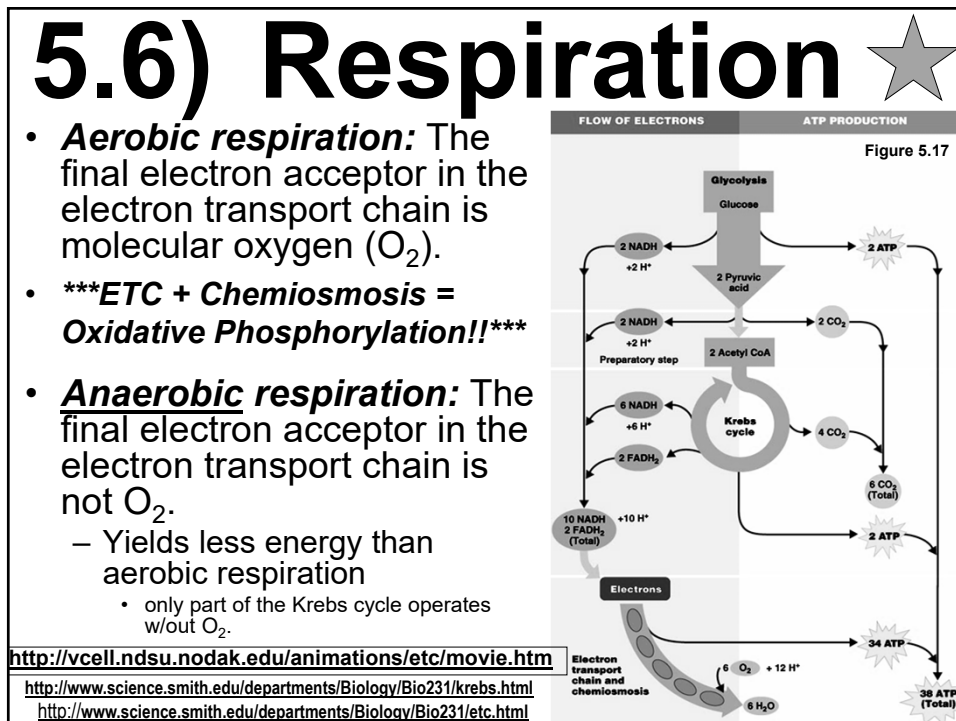 5.6) Respiration
• Aerobic respiration: The
final electron acceptor in the
electron transport chain is
molecular oxygen (O₂).
• ***ETC + Chemiosmosis =
Oxidative Phosphorylation!!***
• Anaerobic respiration: The
final electron acceptor in the
electron transport chain is
not O₂.
– Yields less energy than
aerobic respiration
• only part of the Krebs cycle operates
w/out O₂.
http://vcell.ndsu.nodak.edu/animations/etc/movie.htm
http://www.science.smith.edu/departments/Biology/Bio231/krebs.html
http://www.science.smith.edu/departments/Biology/Bio231/etc.html
FLOW OF ELECTRONS
ATP PRODUCTION
Figure 5.17
Glycolysis
Glucose
2 NADH
+2 H⁺
2 ATP
2 Pyruvic
acid
2 NADH
+2 H⁺
2 CO₂
Preparatory step
2 Acetyl CoA
6 NADH
+6 H⁺
Krebs
cycle
4 CO₂
2 FADH₂
6 CO₂
(Total)
10 NADH
2 FADH₂
(Total)
+10 H⁺
2 ATP
Electrons
34 ATP
Electron
transport
chain and
chemiosmosis
6 O₂ + 12 H⁺
6 H₂O
38 ATP
(Total)